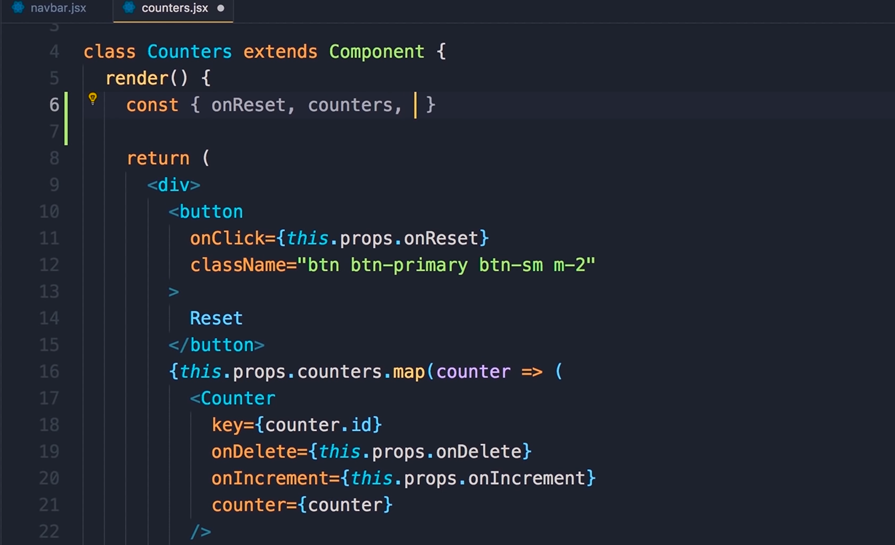 navbar.jsx counters.jsx
3
4 class Counters extends Component {
5 render() {
6 const { onReset, counters, }
7
8 return (
9 <div>
10 <button
11 onClick={this.props.onReset}
12 className="btn btn-primary btn-sm m-2"
13 >
14 Reset
15 </button>
16 {this.props.counters.map(counter => (
17 <Counter
18 key={counter.id}
19 onDelete={this.props.onDelete}
20 onIncrement={this.props.onIncrement}
21 counter={counter}
22 />